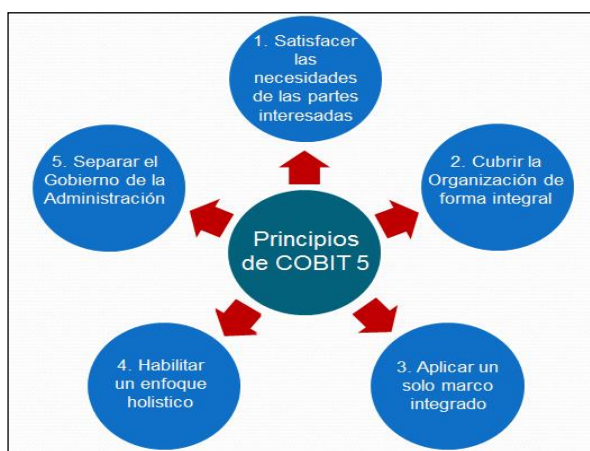 1. Satisfacer
las
necesidades
de las partes
interesadas
5. Separar el
Gobierno de la
Administración
2. Cubrir la
Organización de
forma integral
Principios
de COBIT 5
4. Habilitar
un enfoque
holistico
3. Aplicar un
solo marco
integrado